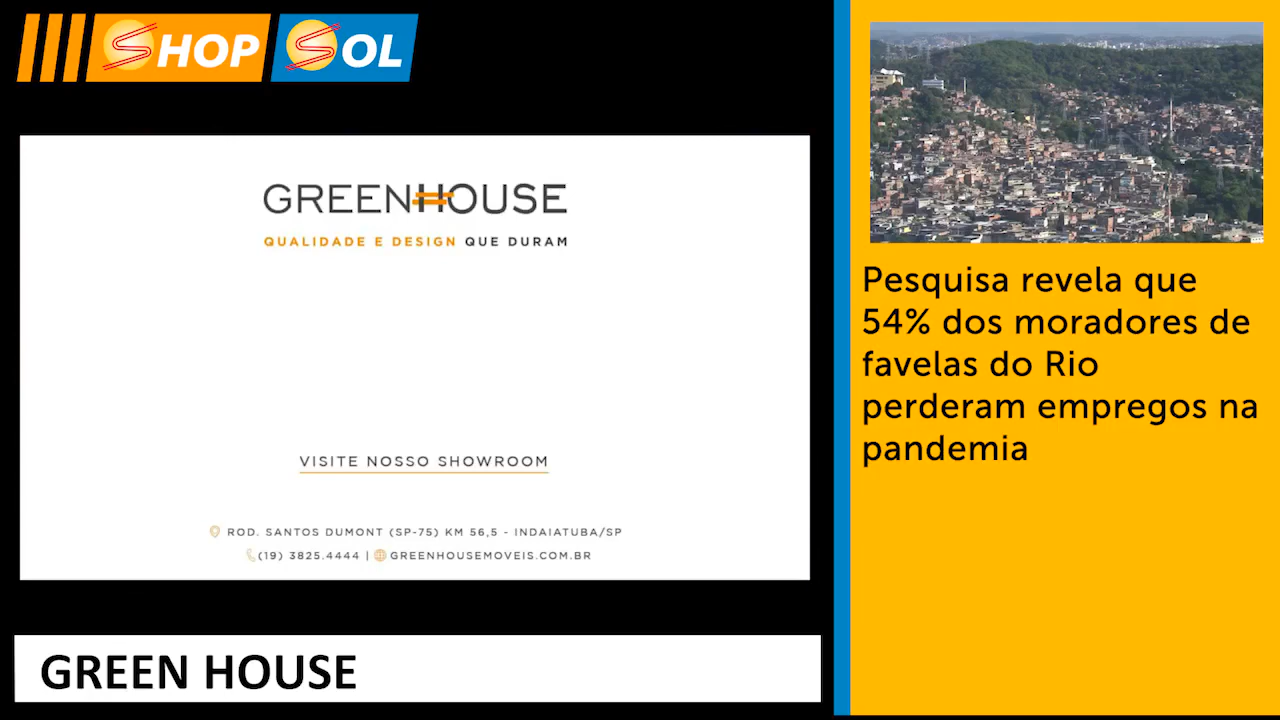 SHOP SOL
GREENHOUSE
QUALIDADE E DESIGN QUE DURAM
VISITE NOSSO SHOWROOM
ROD. SANTOS DUMONT (SP-75) KM 56,5 - INDAIATUBA/SP
(19) 3825.4444 | GREENHOUSEMOVEIS.COM.BR
GREEN HOUSE
Pesquisa revela que
54% dos moradores de
favelas do Rio
perderam empregos na
pandemia